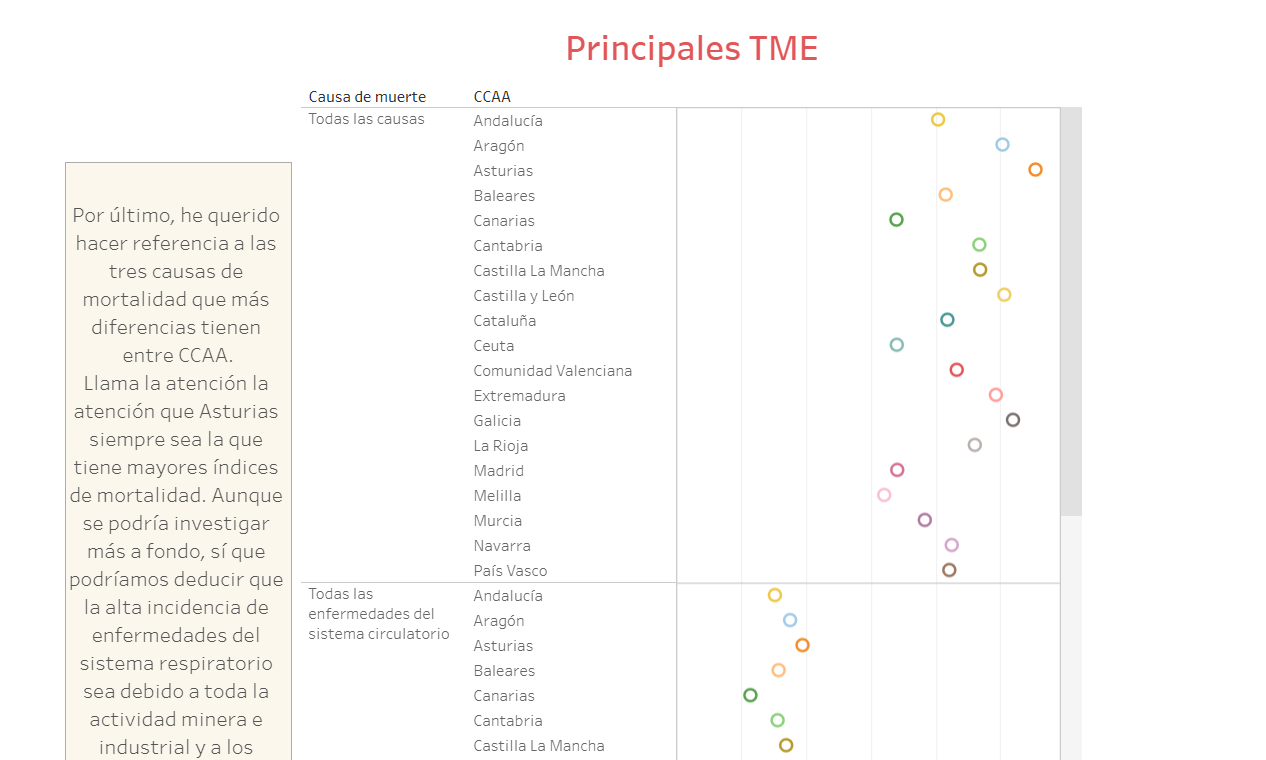 Principales TME
Causa de muerte CCAA
Todas las causas Andalucía
Aragón
Asturias
Baleares
Canarias
Cantabria
Castilla La Mancha
Castilla y León
Cataluña
Ceuta
Comunidad Valenciana
Extremadura
Galicia
La Rioja
Madrid
Melilla
Murcia
Navarra
País Vasco
Todas las
enfermedades del
sistema circulatorio
Andalucía
Aragón
Asturias
Baleares
Canarias
Cantabria
Castilla La Mancha
Por último, he querido
hacer referencia a las
tres causas de
mortalidad que más
diferencias tienen
entre CCAA.
Llama la atención la
atención que Asturias
siempre sea la que
tiene mayores índices
de mortalidad. Aunque
se podría investigar
más a fondo, sí que
podríamos deducir que
la alta incidencia de
enfermedades del
sistema respiratorio
sea debido a toda la
actividad minera e
industrial y a los